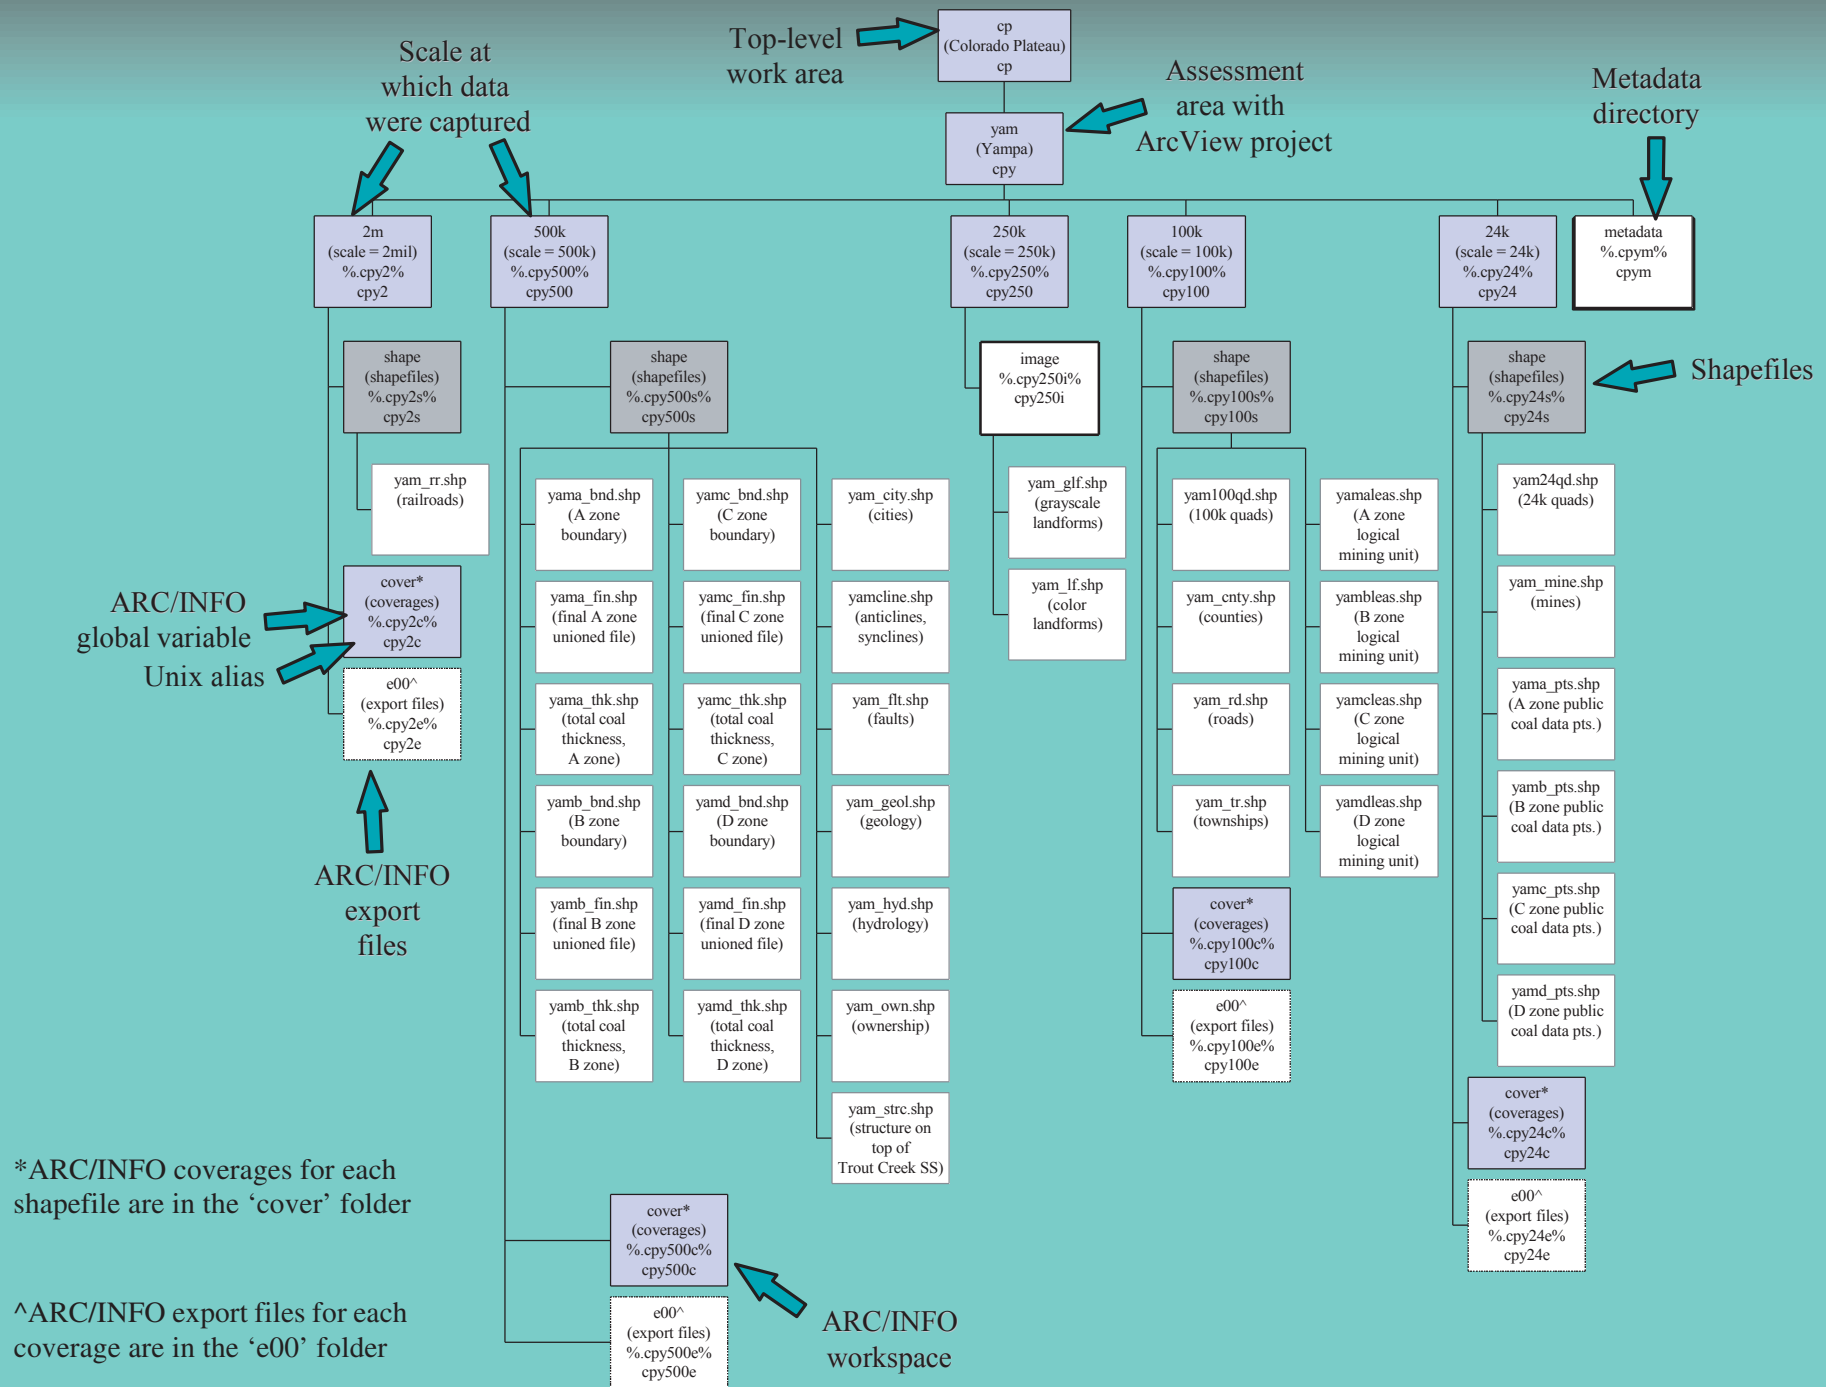 cp
(Colorado Plateau)
cp
Top-level
work area
Scale at
which data
were captured
Assessment
area with
ArcView project
Metadata
directory
yam
(Yampa)
cpy
2m
(scale = 2mil)
%.cpy2%
cpy2
500k
(scale = 500k)
%.cpy500%
cpy500
250k
(scale = 250k)
%.cpy250%
cpy250
100k
(scale = 100k)
%.cpy100%
cpy100
24k
(scale = 24k)
%.cpy24%
cpy24
metadata
%.cpym%
cpym
shape
(shapefiles)
%.cpy2s%
cpy2s
yam_rr.shp
(railroads)
cover*
(coverages)
%.cpy2c%
cpy2c
e00^
(export files)
%.cpy2e%
cpy2e
ARC/INFO
global variable
Unix alias
ARC/INFO
export
files
shape
(shapefiles)
%.cpy500s%
cpy500s
yama_bnd.shp
(A zone
boundary)
yama_fin.shp
(final A zone
unioned file)
yama_thk.shp
(total coal
thickness,
A zone)
yamb_bnd.shp
(B zone
boundary)
yamb_fin.shp
(final B zone
unioned file)
yamb_thk.shp
(total coal
thickness,
B zone)
yamc_bnd.shp
(C zone
boundary)
yamc_fin.shp
(final C zone
unioned file)
yamc_thk.shp
(total coal
thickness,
C zone)
yamd_bnd.shp
(D zone
boundary)
yamd_fin.shp
(final D zone
unioned file)
yamd_thk.shp
(total coal
thickness,
D zone)
yam_city.shp
(cities)
yamcline.shp
(anticlines,
synclines)
yam_flt.shp
(faults)
yam_geol.shp
(geology)
yam_hyd.shp
(hydrology)
yam_own.shp
(ownership)
yam_strc.shp
(structure on
top of
Trout Creek SS)
cover*
(coverages)
%.cpy500c%
cpy500c
e00^
(export files)
%.cpy500e%
cpy500e
ARC/INFO
workspace
image
%.cpy250i%
cpy250i
yam_glf.shp
(grayscale
landforms)
yam_lf.shp
(color
landforms)
shape
(shapefiles)
%.cpy100s%
cpy100s
yam100qd.shp
(100k quads)
yam_cnty.shp
(counties)
yam_rd.shp
(roads)
yam_tr.shp
(townships)
yamaleas.shp
(A zone
logical
mining unit)
yambleas.shp
(B zone
logical
mining unit)
yamcleas.shp
(C zone
logical
mining unit)
yamdleas.shp
(D zone
logical
mining unit)
cover*
(coverages)
%.cpy100c%
cpy100c
e00^
(export files)
%.cpy100e%
cpy100e
shape
(shapefiles)
%.cpy24s%
cpy24s
Shapefiles
yam24qd.shp
(24k quads)
yam_mine.shp
(mines)
yama_pts.shp
(A zone public
coal data pts.)
yamb_pts.shp
(B zone public
coal data pts.)
yamc_pts.shp
(C zone public
coal data pts.)
yamd_pts.shp
(D zone public
coal data pts.)
cover*
(coverages)
%.cpy24c%
cpy24c
e00^
(export files)
%.cpy24e%
cpy24e
*ARC/INFO coverages for each
shapefile are in the ‘cover’ folder
^ARC/INFO export files for each
coverage are in the ‘e00’ folder